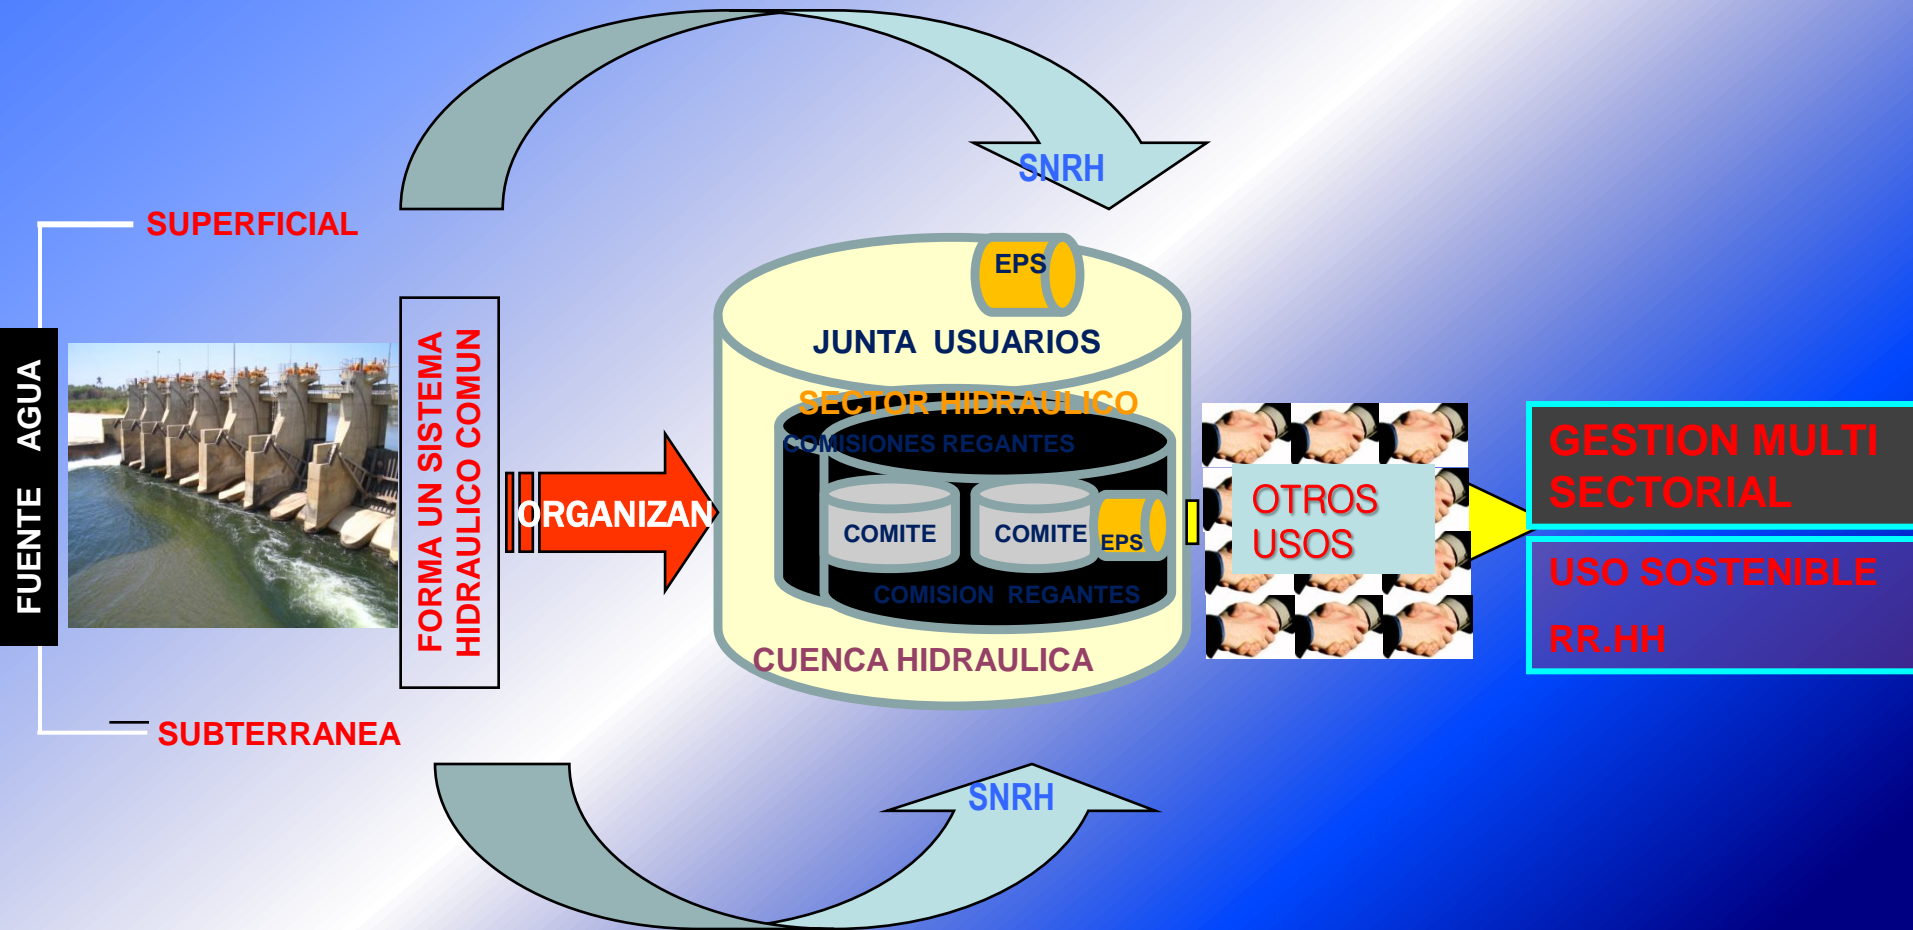 SNRH
SUPERFICIAL
FUENTE AGUA
FORMA UN SISTEMA
HIDRAULICO COMUN
SUBTERRANEA
ORGANIZAN
EPS
JUNTA USUARIOS
SECTOR HIDRAULICO
COMISIONES REGANTES
COMITE
COMITE
EPS
COMISION REGANTES
CUENCA HIDRAULICA
SNRH
OTROS
USOS
GESTION MULTI
SECTORIAL
USO SOSTENIBLE
RR.HH